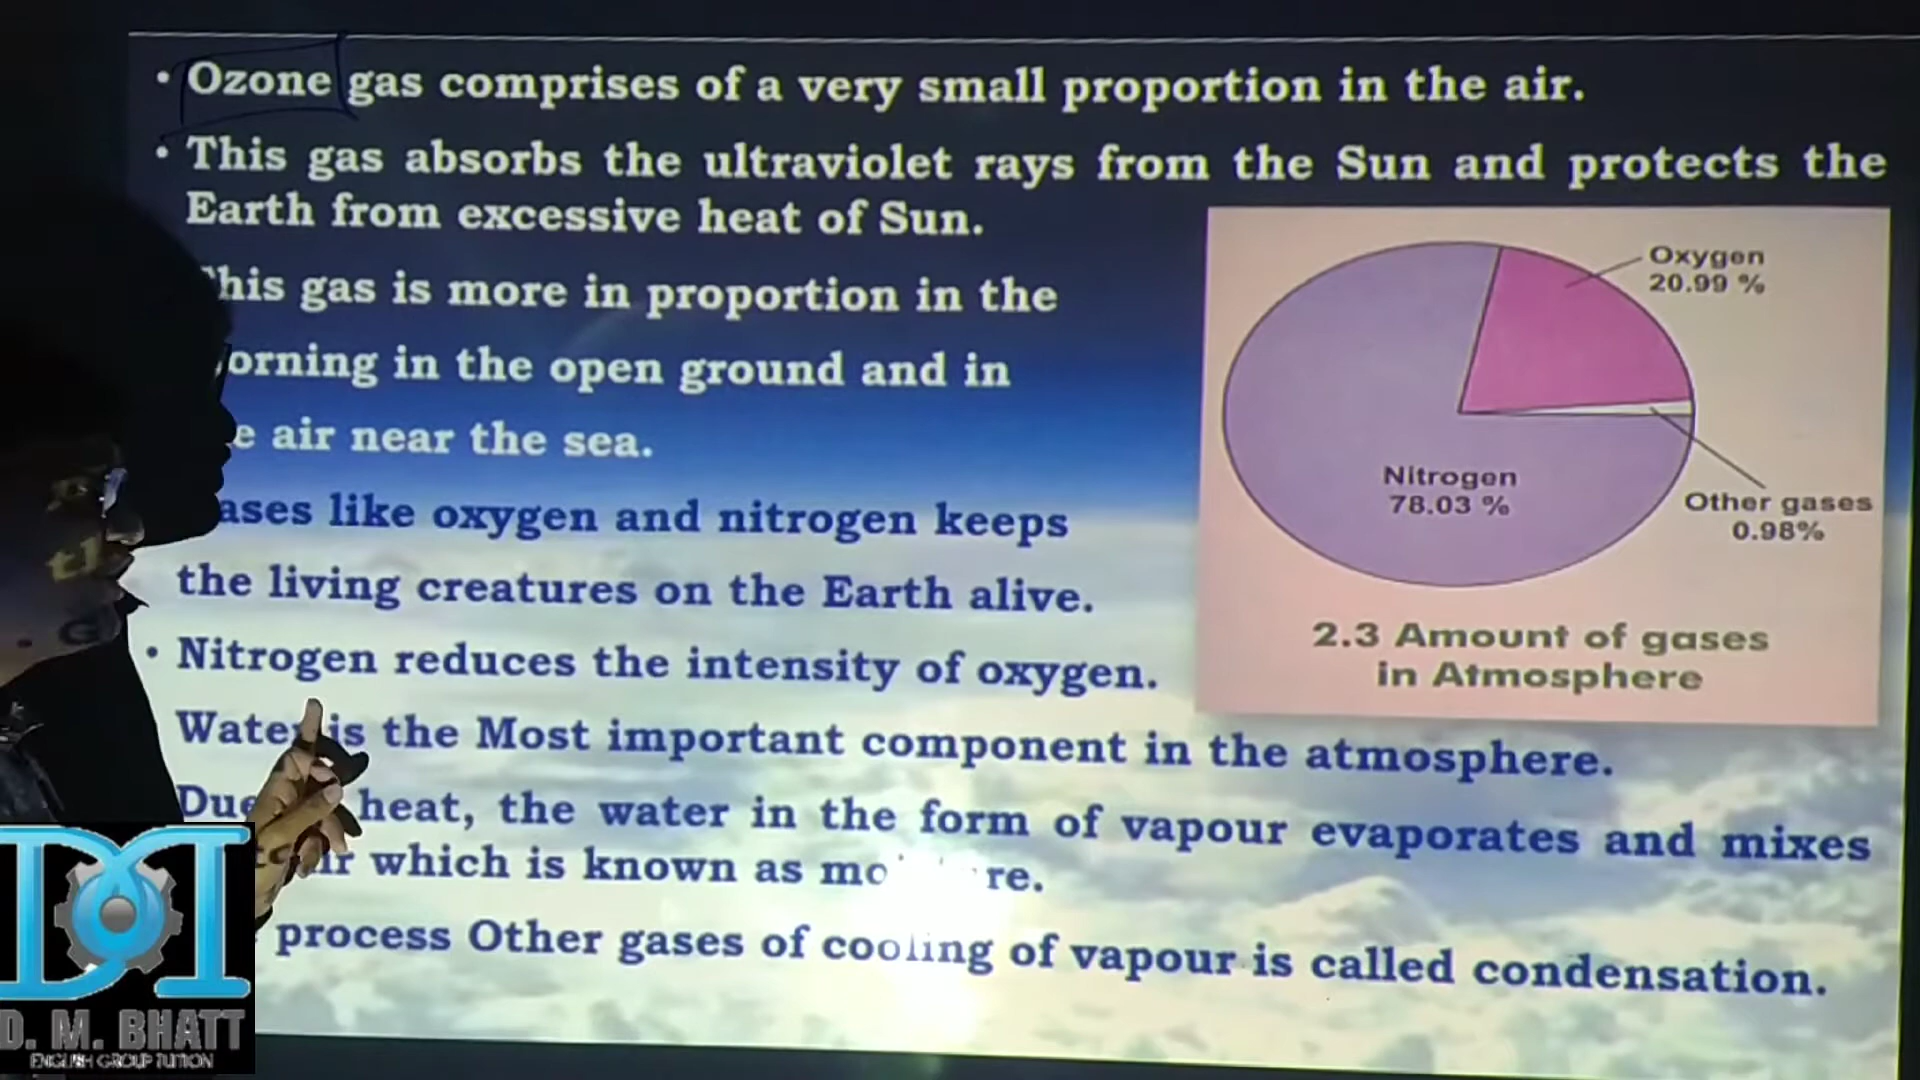 • Ozone gas comprises of a very small proportion in the air.
• This gas absorbs the ultraviolet rays from the Sun and protects the
Earth from excessive heat of Sun.
gas is more in proportion in the
in the open ground and in
air near the sea.
like oxygen and nitrogen keeps
the living creatures on the Earth alive.
• Nitrogen reduces the intensity of oxygen.
Water is the Most important component in the atmosphere.
Due heat, the water in the form of vapour evaporates and mixes
which is known as
process Other gases of cooling of vapour is called condensation.
Oxygen
20.99 %
Nitrogen
78.03 %
Other gases
0.98%
2.3 Amount of gases
in Atmosphere
D. M. BHATT
ENGLISH GROUP TUITION